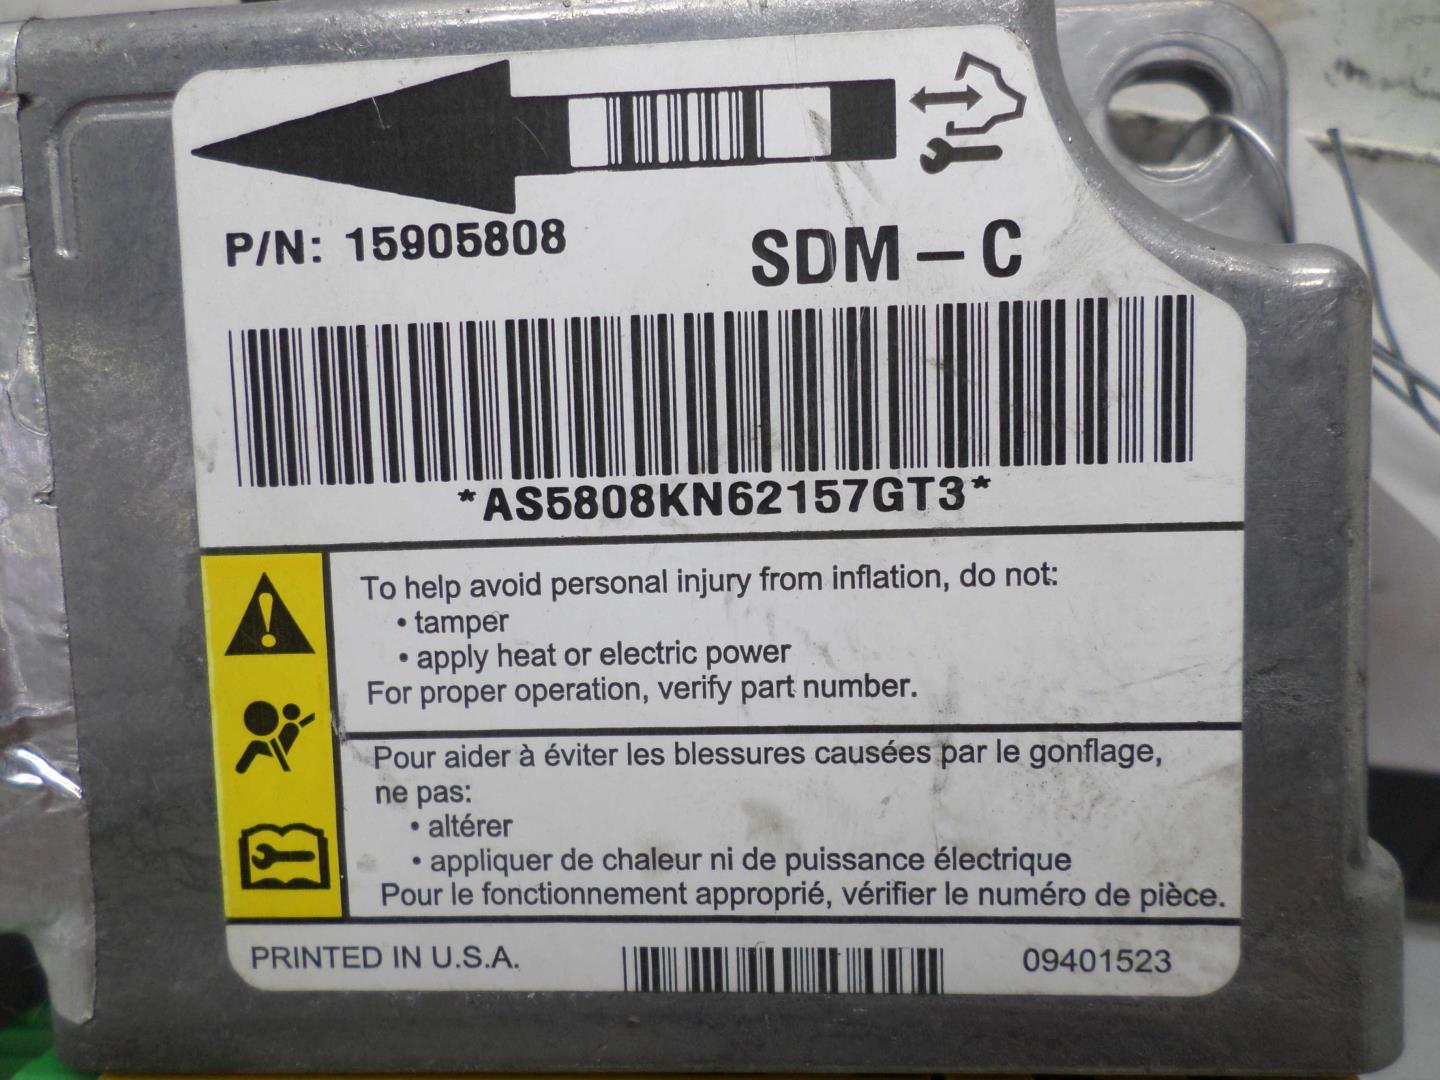 P/N: 15905808
SDM – C
*AS5808KN62157GT3*
To help avoid personal injury from inflation, do not:
• tamper
• apply heat or electric power
For proper operation, verify part number.
Pour aider à éviter les blessures causées par le gonflage,
ne pas:
• altérer
• appliquer de chaleur ni de puissance électrique
Pour le fonctionnement approprié, vérifier le numéro de pièce.
PRINTED IN U.S.A.
09401523